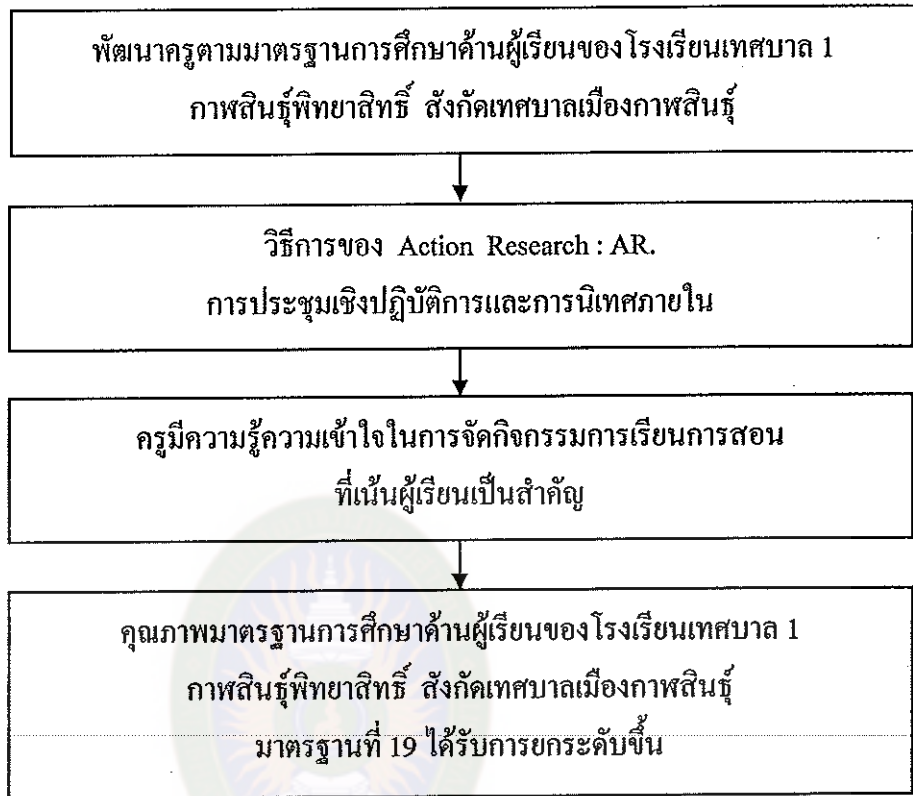 พัฒนาครูตามมาตรฐานการศึกษาด้านผู้เรียนของโรงเรียนเทศบาล 1
กาฬสินธุ์พิทยาสิทธิ์ สังกัดเทศบาลเมืองกาฬสินธุ์
วิธีการของ Action Research : AR.
การประชุมเชิงปฏิบัติการและการนิเทศภายใน
ครูมีความรู้ความเข้าใจในการจัดกิจกรรมการเรียนการสอน
ที่เน้นผู้เรียนเป็นสำคัญ
คุณภาพมาตรฐานการศึกษาด้านผู้เรียนของโรงเรียนเทศบาล 1
กาฬสินธุ์พิทยาสิทธิ์ สังกัดเทศบาลเมืองกาฬสินธุ์
มาตรฐานที่ 19 ได้รับการยกระดับขึ้น